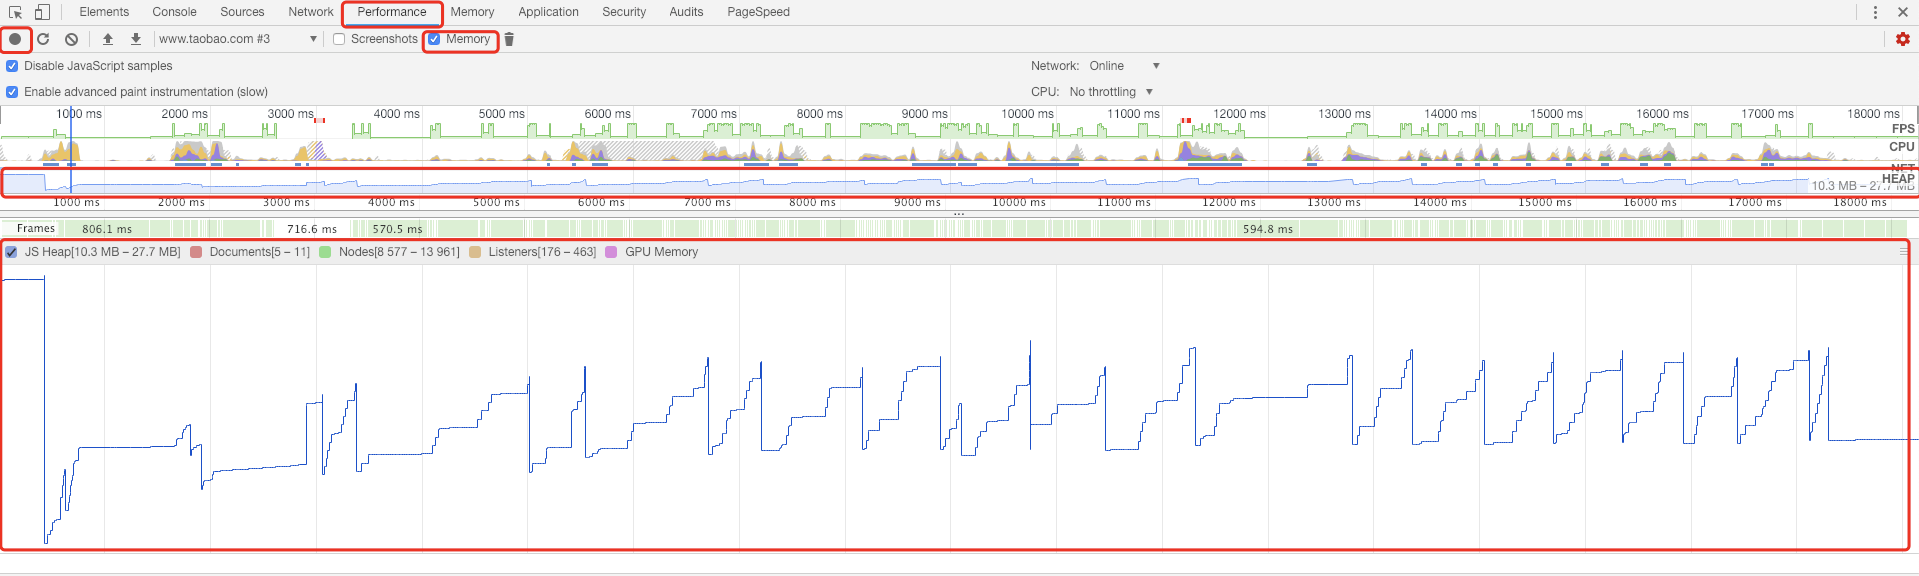 Elements Console Sources Network Performance Memory Application Security Audits PageSpeed
www.taobao.com #3 Screenshots Memory
Disable JavaScript samples Network: Online
Enable advanced paint instrumentation (slow) CPU: No throttling
1000 ms 2000 ms 3000 ms 4000 ms 5000 ms 6000 ms 7000 ms 8000 ms 9000 ms 10000 ms 11000 ms 12000 ms 13000 ms 14000 ms 15000 ms 16000 ms 17000 ms 18000 ms
FPS
CPU
NET
HEAP
10.3 MB – 27.7 MB
1000 ms 2000 ms 3000 ms 4000 ms 5000 ms 6000 ms 7000 ms 8000 ms 9000 ms 10000 ms 11000 ms 12000 ms 13000 ms 14000 ms 15000 ms 16000 ms 17000 ms 18000 ms
...
Frames 806.1 ms 716.6 ms 570.5 ms 594.8 ms
JS Heap[10.3 MB – 27.7 MB] Documents[5 – 11] Nodes[8 577 – 13 961] Listeners[176 – 463] GPU Memory